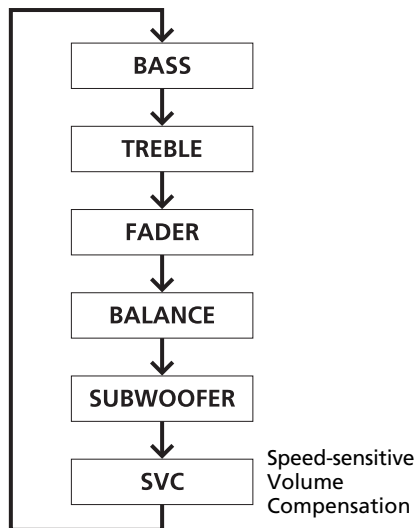 BASS
TREBLE
FADER
BALANCE
SUBWOOFER
SVC
Speed-sensitive
Volume
Compensation